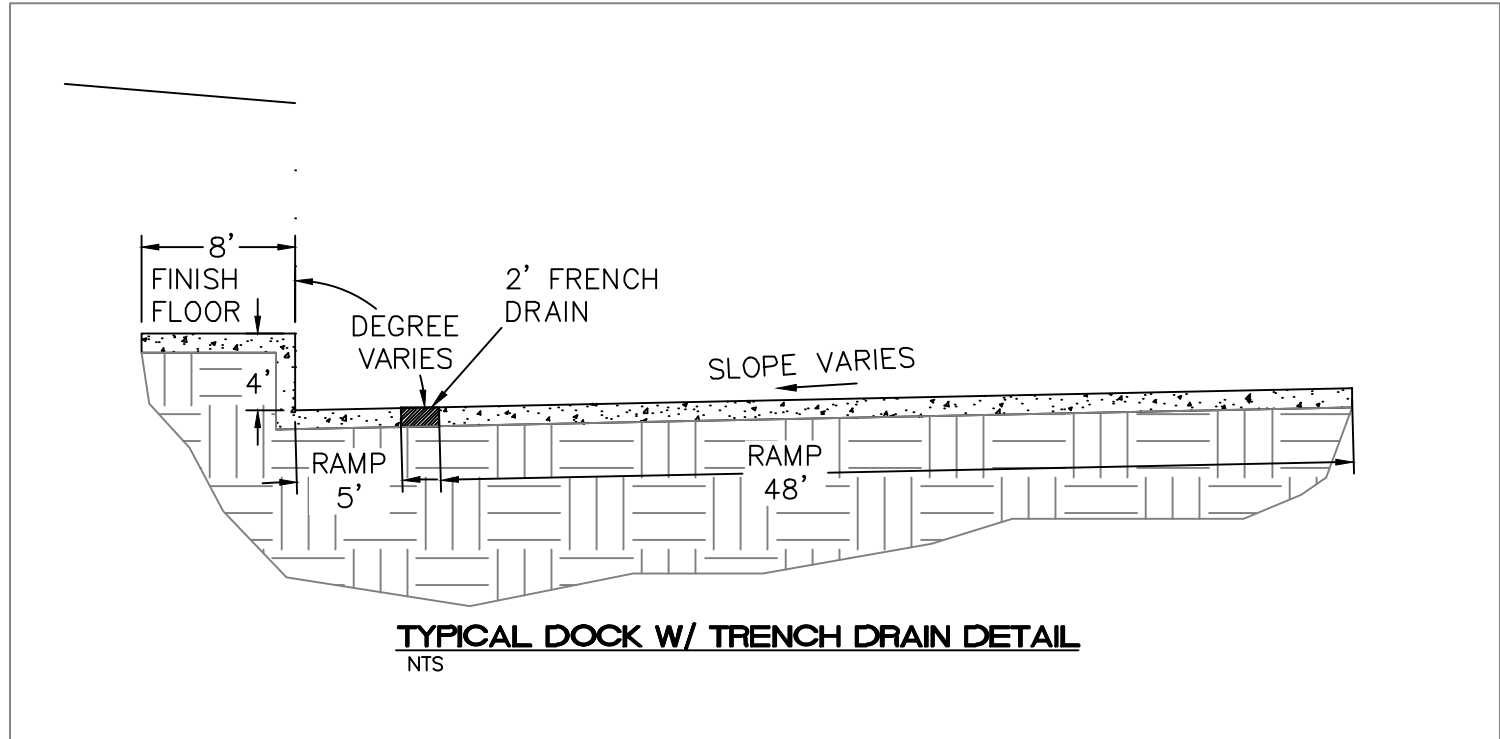 8'
FINISH
FLOOR
2' FRENCH
DRAIN
DEGREE
VARIES
SLOPE VARIES
4'
RAMP
5'
RAMP
48'
TYPICAL DOCK W/ TRENCH DRAIN DETAIL
NTS